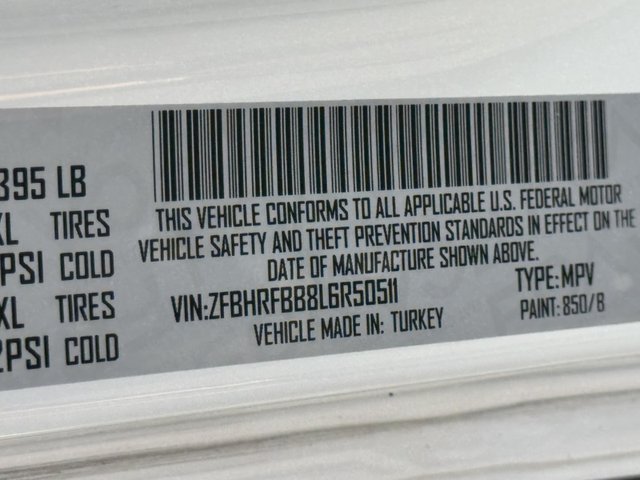 395 LB
XL TIRES
PSI COLD
XL TIRES
2PSI COLD
THIS VEHICLE CONFORMS TO ALL APPLICABLE U.S. FEDERAL MOTOR
VEHICLE SAFETY AND THEFT PREVENTION STANDARDS IN EFFECT ON THE
DATE OF MANUFACTURE SHOWN ABOVE.
VIN:ZFBHRFBB8L6R50511 TYPE:MPV
VEHICLE MADE IN: TURKEY PAINT: 850/B